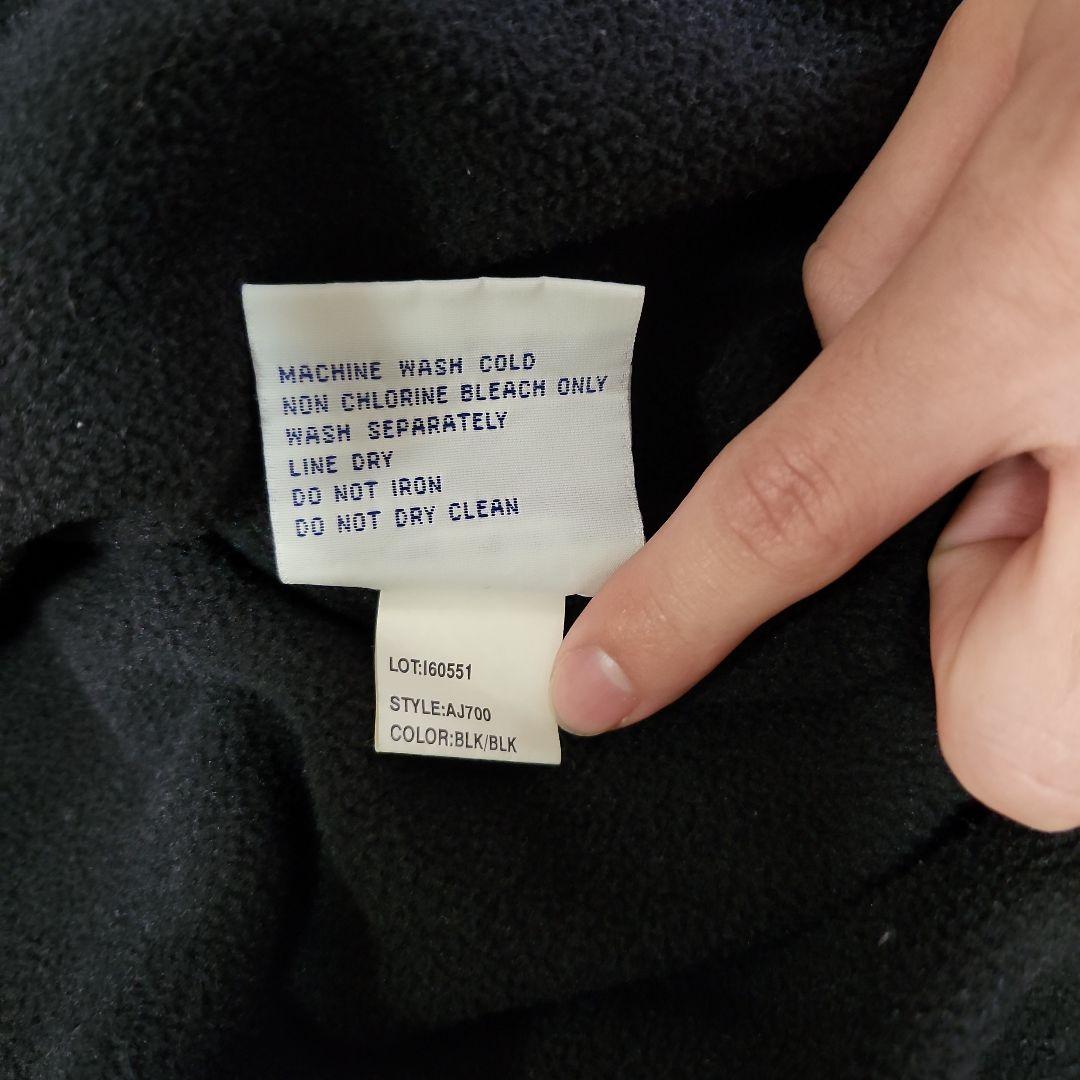 MACHINE WASH COLD
NON CHLORINE BLEACH ONLY
WASH SEPARATELY
LINE DRY
DO NOT IRON
DO NOT DRY CLEAN
LOT:I60551
STYLE:AJ700
COLOR:BLK/BLK